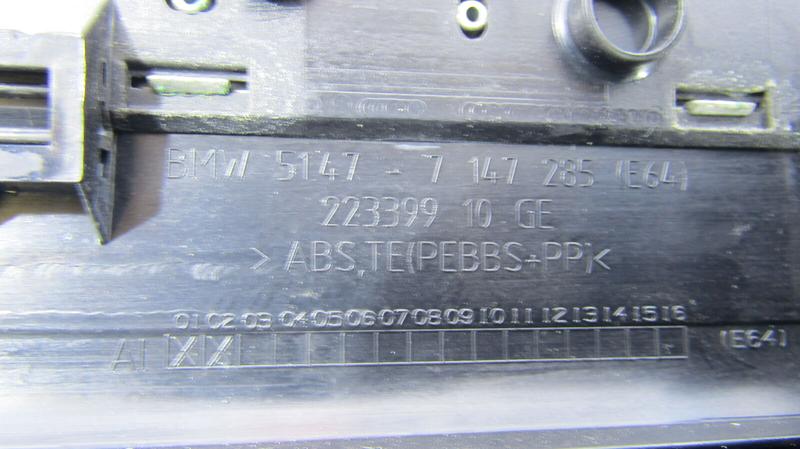 BMW 5147 - 7 147 285 (E64)
223399 10 GE
>ABS,TE(PEBBS+PP)<
01 02 03 04 05 06 07 08 09 10 11 12 13 14 15 16
AI XX (E64)